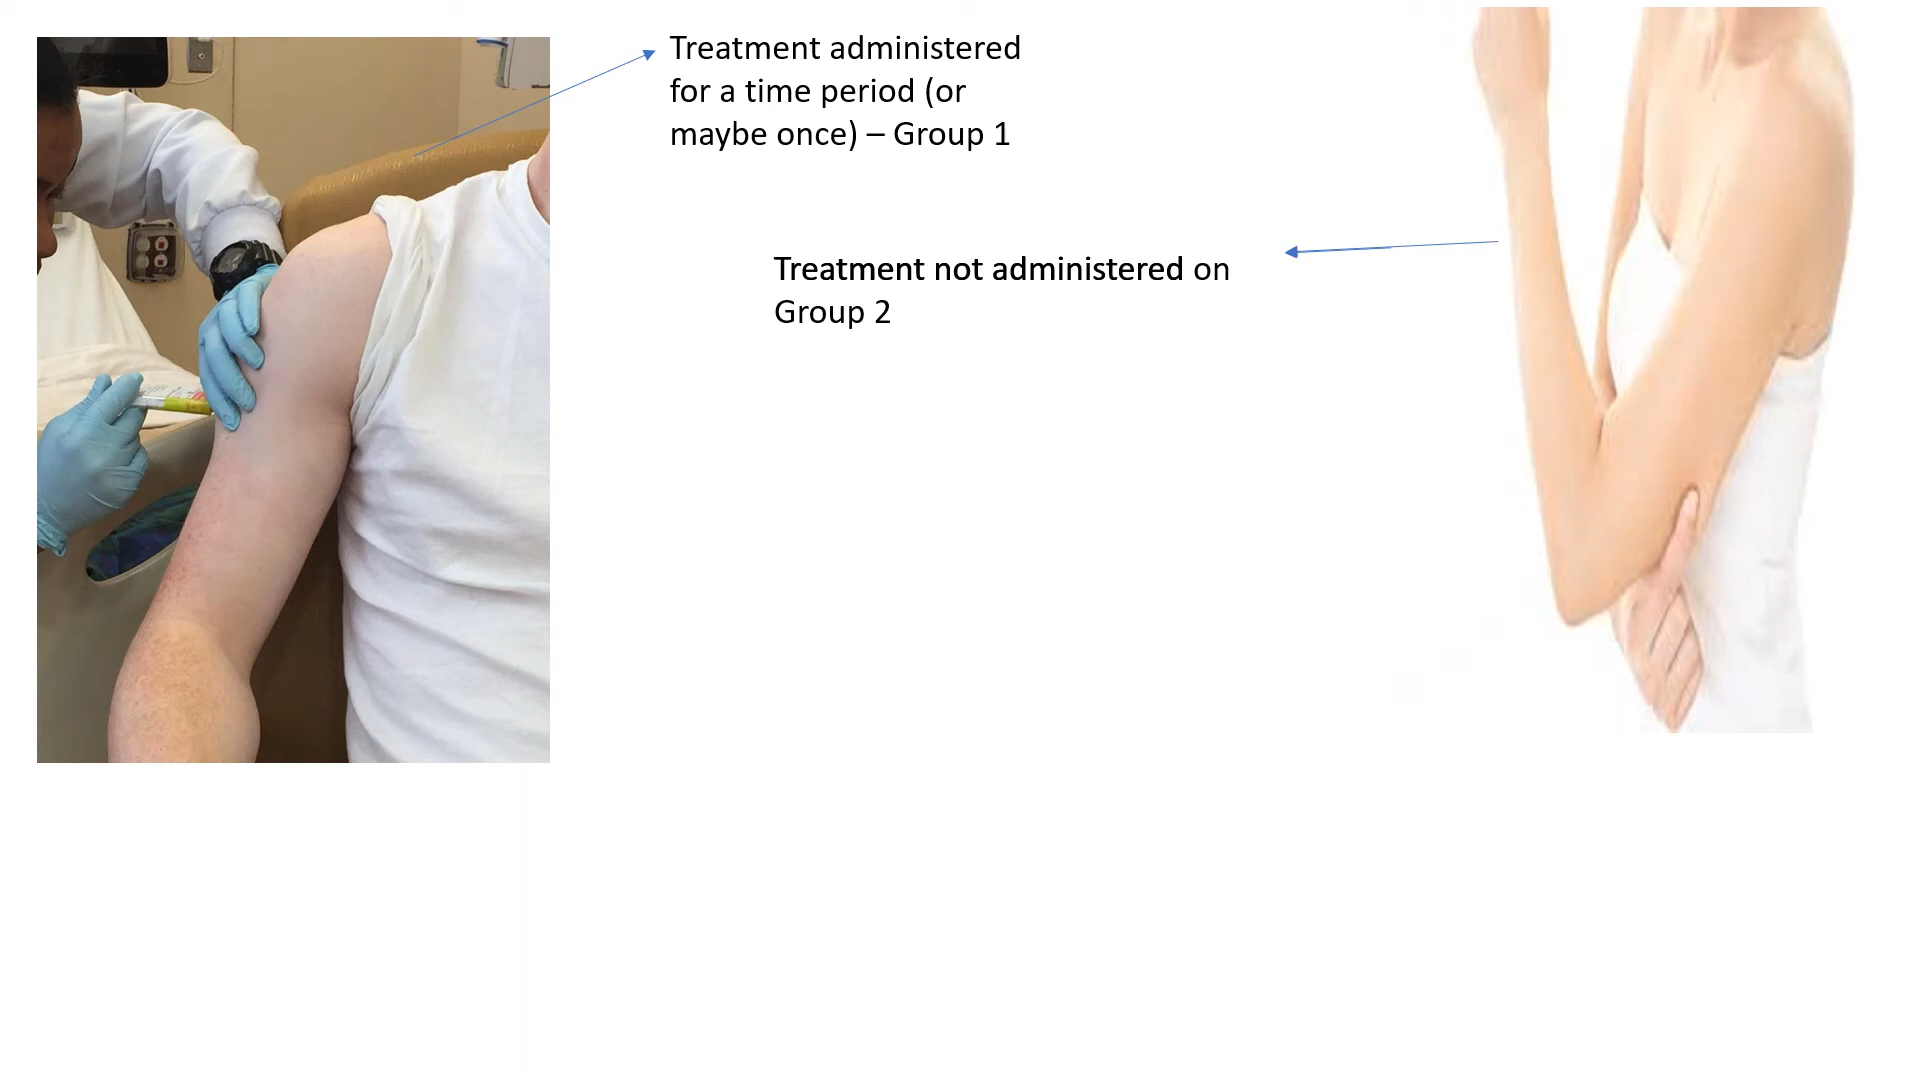 Treatment administered
for a time period (or
maybe once) – Group 1
Treatment not administered on
Group 2